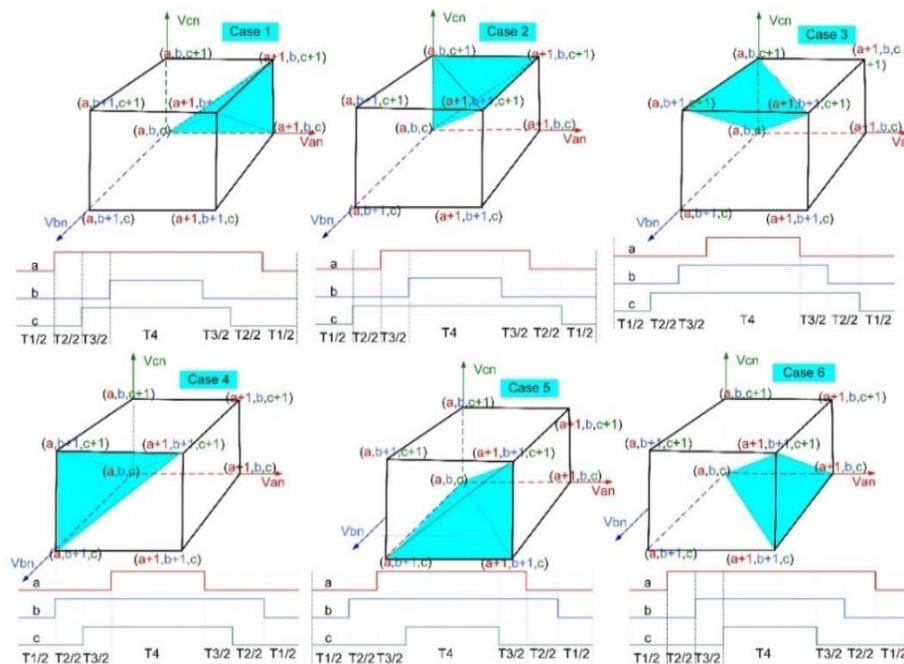 Vcn
Case 1
(a,b,c+1)
(a+1,b,c+1)
(a,b+1,c+1)
(a+1,b+
(a,b,c)
(a+1,b,c)
Van
Vbn
(a,b+1,c)
(a+1,b+1,c)
a
b
c
T1/2 T2/2 T3/2 T4 T3/2 T2/2 T1/2
Vcn
Case 2
(a,b,c+1)
(a+1,b,c+1)
(a,b+1,c+1)
(a+1,b+1,c+1)
(a,b,c)
(a+1,b,c)
Van
Vbn
(a,b+1,c)
(a+1,b+1,c)
a
b
c
T1/2 T2/2 T3/2 T4 T3/2 T2/2 T1/2
Vcn
Case 3
(a,b,c+1)
(a+1,b,c
+1)
(a,b+1,c+1)
(a+1,b+1,c+1)
(a,b,c)
(a+1,b,c)
Van
Vbn
(a,b+1,c)
(a+1,b+1,c)
a
b
c
T1/2 T2/2 T3/2 T4 T3/2 T2/2 T1/2
Vcn
Case 4
(a,b,c+1)
(a+1,b,c+1)
(a,b+1,c+1)
(a+1,b+1,c+1)
(a,b,c)
(a+1,b,c)
Van
Vbn
(a,b+1,c)
(a+1,b+1,c)
a
b
c
T1/2 T2/2 T3/2 T4 T3/2 T2/2 T1/2
Vcn
Case 5
(a,b,c+1)
(a+1,b,c+1)
(a,b+1,c+1)
(a+1,b+1,c+1)
(a,b,c)
(a+1,b,c)
Van
Vbn
(a,b+1,c)
(a+1,b+1,c)
a
b
c
T1/2 T2/2 T3/2 T4 T3/2 T2/2 T1/2
Vcn
Case 6
(a,b,c+1)
(a+1,b,c+1)
(a,b+1,c+1)
(a+1,b+1,c+1)
(a,b,c)
(a+1,b,c)
Van
Vbn
(a,b+1,c)
(a+1,b+1,c)
a
b
c
T1/2 T2/2 T3/2 T4 T3/2 T2/2 T1/2